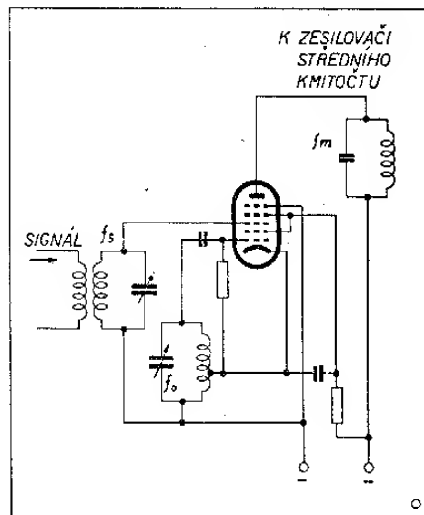 K ZESILOVAČI
STŘEDNÍHO
KMITOČTU
fm
SIGNÁL
fs
fo